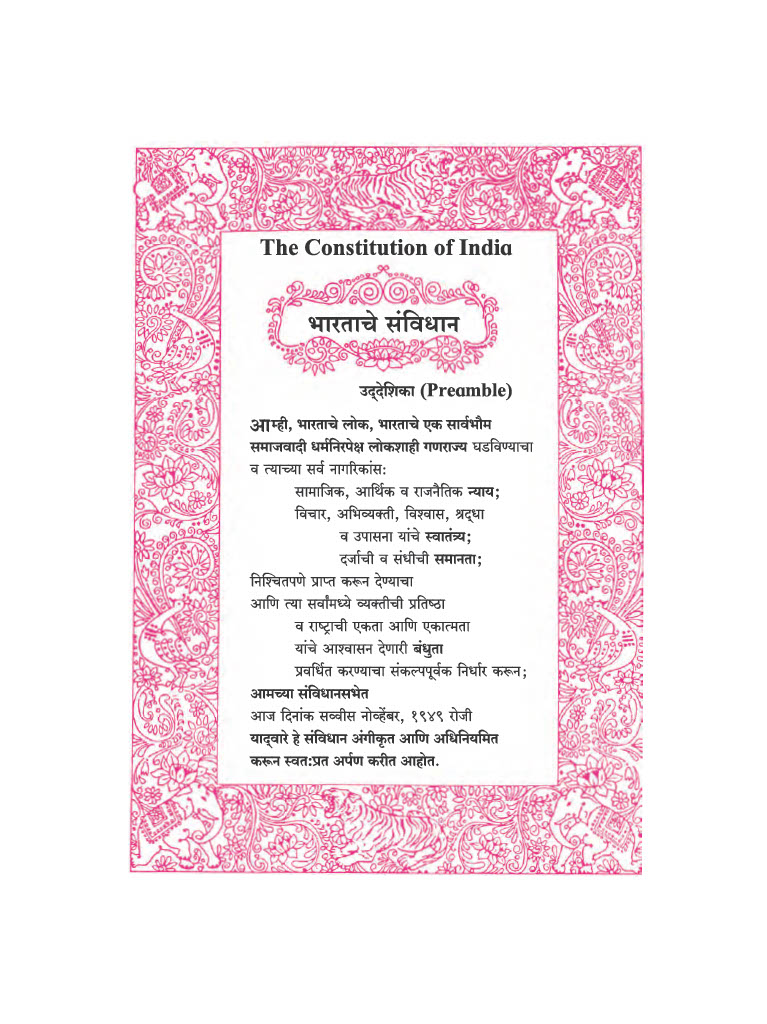 The Constitution of India
भारताचे संविधान
उद्देशिका (Preamble)
आम्ही, भारताचे लोक, भारताचे एक सार्वभौम
समाजवादी धर्मनिरपेक्ष लोकशाही गणराज्य घडविण्याचा
व त्याच्या सर्व नागरिकांस:
सामाजिक, आर्थिक व राजनैतिक न्याय;
विचार, अभिव्यक्ती, विश्वास, श्रद्धा
व उपासना यांचे स्वातंत्र्य;
दर्जाची व संधीची समानता;
निश्चितपणे प्राप्त करून देण्याचा
आणि त्या सर्वांमध्ये व्यक्तीची प्रतिष्ठा
व राष्ट्राची एकता आणि एकात्मता
यांचे आश्वासन देणारी बंधुता
प्रवर्धित करण्याचा संकल्पपूर्वक निर्धार करून;
आमच्या संविधानसभेत
आज दिनांक सव्वीस नोव्हेंबर, १९४९ रोजी
याद्वारे हे संविधान अंगीकृत आणि अधिनियमित
करून स्वत:प्रत अर्पण करीत आहोत.